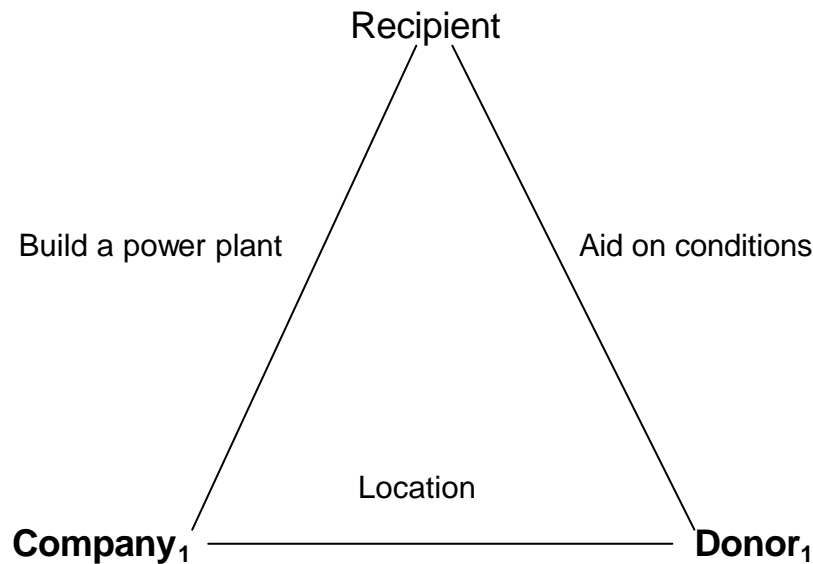 Recipient
Build a power plant
Aid on conditions
Location
Company₁
Donor₁